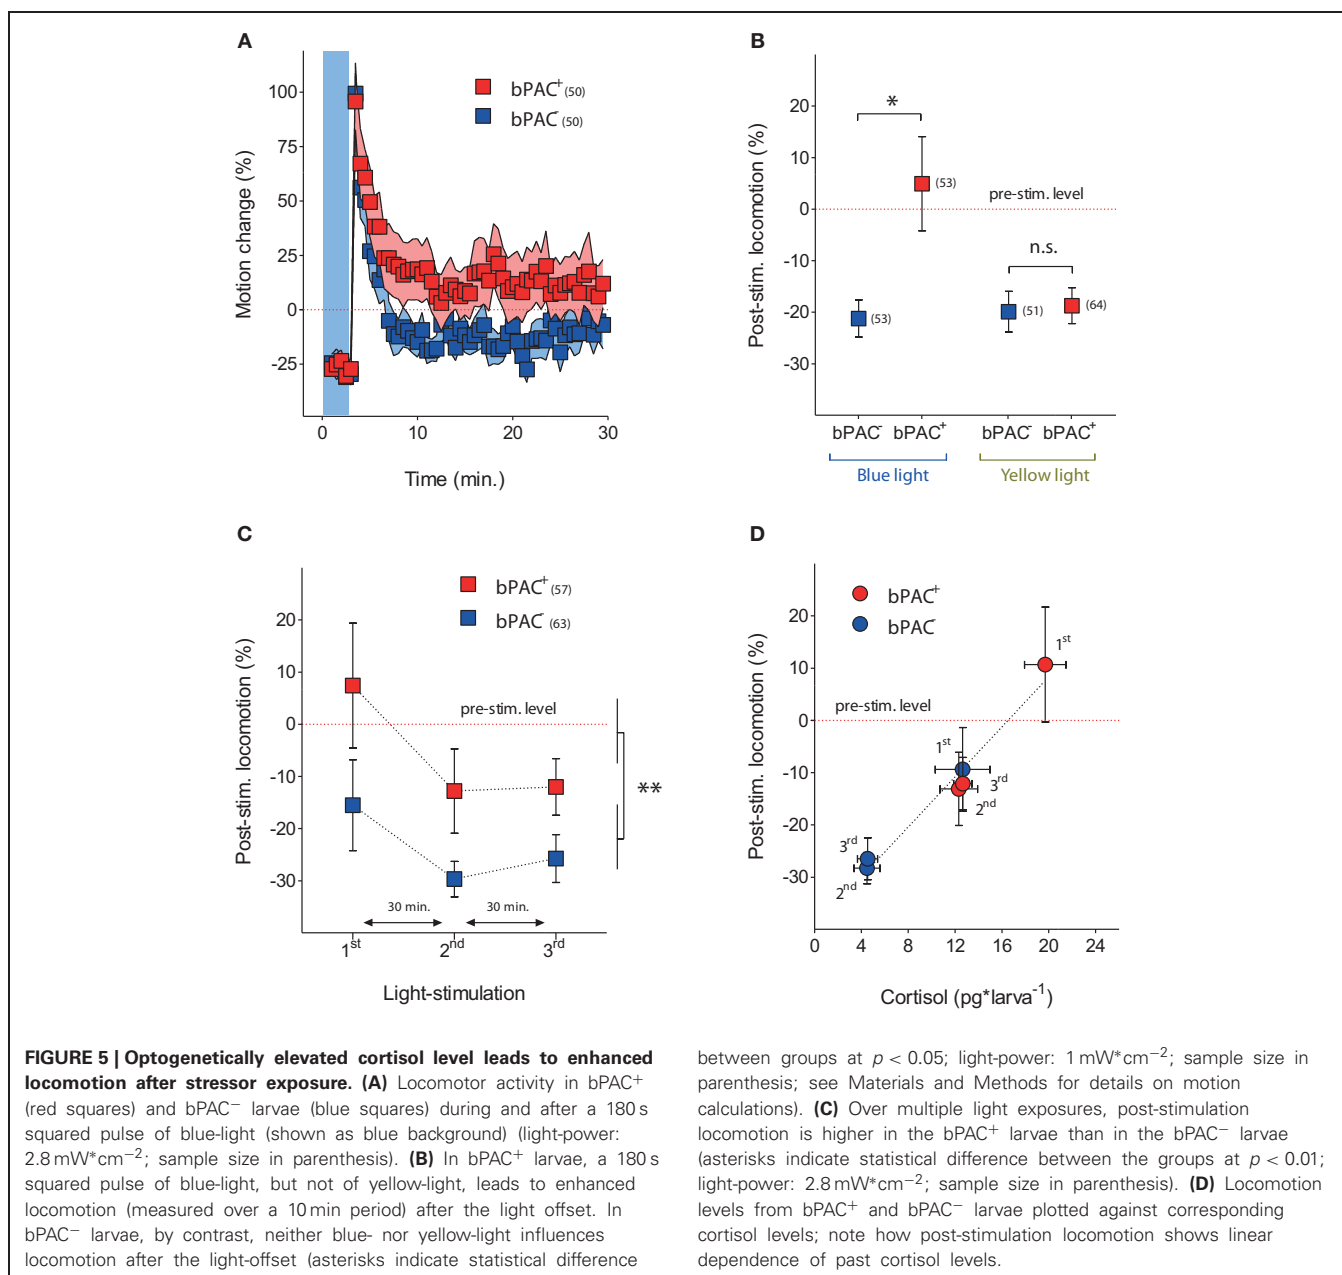 A
Motion change (%)
100
75
50
25
0
-25
bPAC+ (50)
bPAC- (50)
0 10 20 30
Time (min.)
B
Post-stim. locomotion (%)
20
10
0
-10
-20
-30
*
(53)
pre-stim. level
n.s.
(53)
(51)
(64)
bPAC- bPAC+ bPAC- bPAC+
Blue light Yellow light
C
Post-stim. locomotion (%)
20
10
0
-10
-20
-30
bPAC+ (57)
bPAC- (63)
pre-stim. level
**
30 min. 30 min.
1st 2nd 3rd
Light-stimulation
D
Post-stim. locomotion (%)
20
10
0
-10
-20
-30
bPAC+
bPAC-
1st
pre-stim. level
1st
3rd
2nd
3rd
2nd
0 4 8 12 16 20 24
Cortisol (pg*larva-1)
FIGURE 5 | Optogenetically elevated cortisol level leads to enhanced
locomotion after stressor exposure. (A) Locomotor activity in bPAC+
(red squares) and bPAC− larvae (blue squares) during and after a 180 s
squared pulse of blue-light (shown as blue background) (light-power:
2.8 mW*cm−2; sample size in parenthesis). (B) In bPAC+ larvae, a 180 s
squared pulse of blue-light, but not of yellow-light, leads to enhanced
locomotion (measured over a 10 min period) after the light offset. In
bPAC− larvae, by contrast, neither blue- nor yellow-light influences
locomotion after the light-offset (asterisks indicate statistical difference
between groups at p < 0.05; light-power: 1 mW*cm−2; sample size in
parenthesis; see Materials and Methods for details on motion
calculations). (C) Over multiple light exposures, post-stimulation
locomotion is higher in the bPAC+ larvae than in the bPAC− larvae
(asterisks indicate statistical difference between the groups at p < 0.01;
light-power: 2.8 mW*cm−2; sample size in parenthesis). (D) Locomotion
levels from bPAC+ and bPAC− larvae plotted against corresponding
cortisol levels; note how post-stimulation locomotion shows linear
dependence of past cortisol levels.